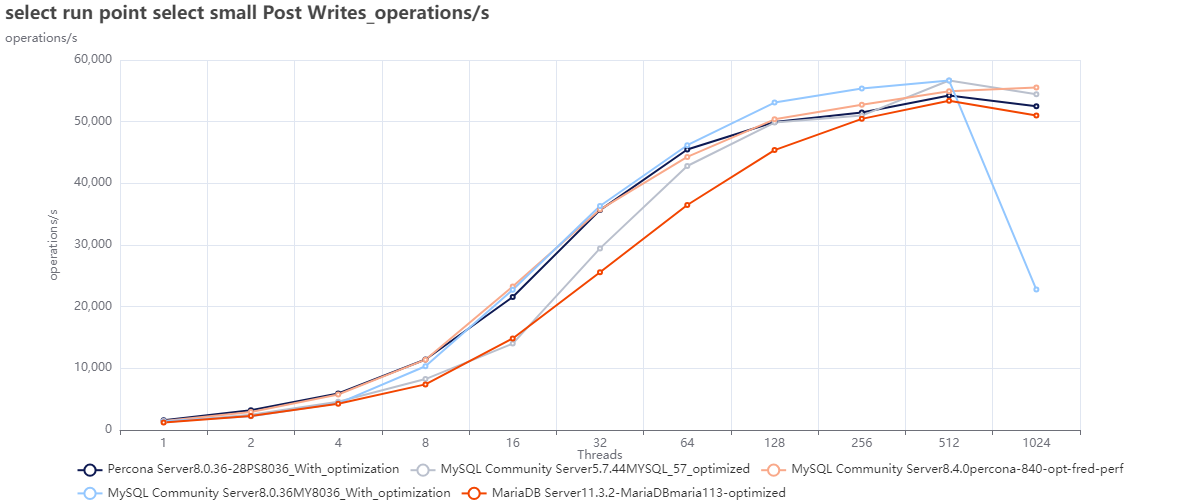 select run point select small Post Writes_operations/s
operations/s
60,000
50,000
40,000
30,000
20,000
10,000
0
operations/s
1 2 4 8 16 32 64 128 256 512 1024
Threads
Percona Server8.0.36-28PS8036_With_optimization MySQL Community Server5.7.44MYSQL_57_optimized MySQL Community Server8.4.0percona-840-opt-fred-perf
MySQL Community Server8.0.36MY8036_With_optimization MariaDB Server11.3.2-MariaDBmaria113-optimized